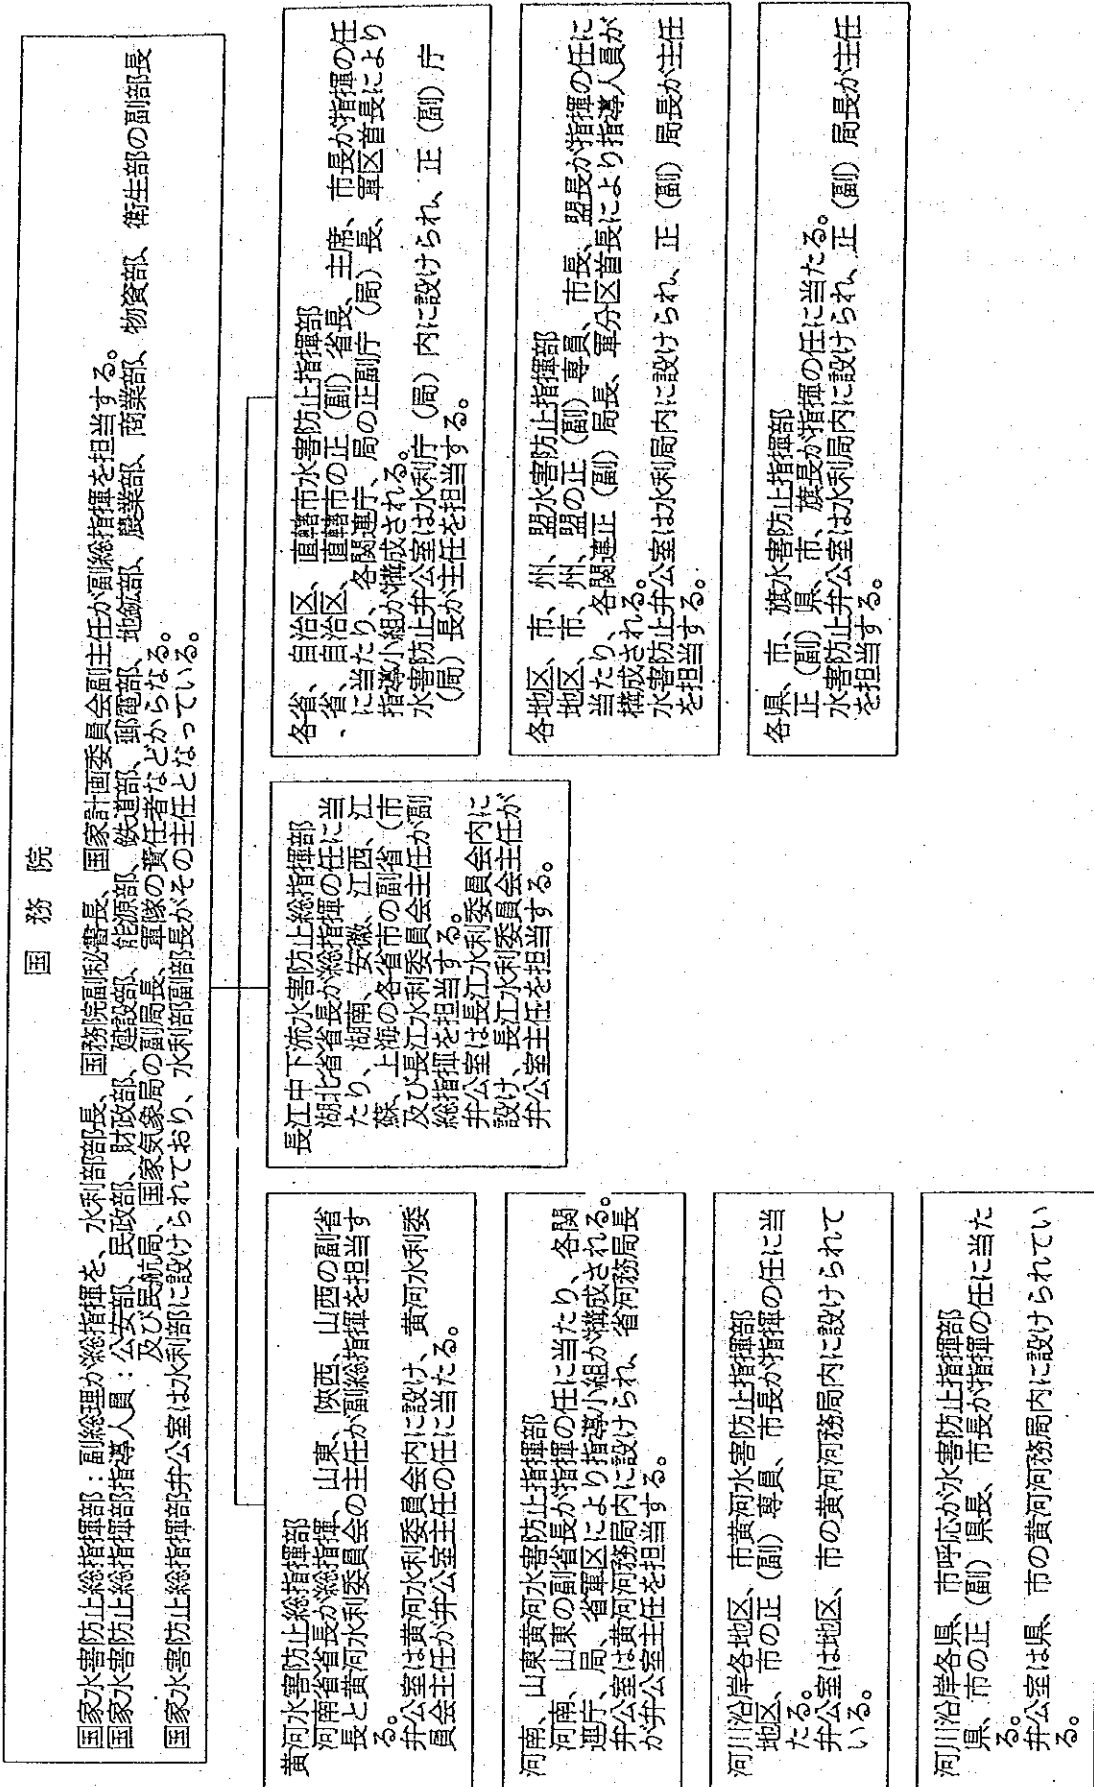 国務院
国家水害防止総指揮部：副総理が総指揮を、水利部部長、国務院副秘書長、国家計画委員会副主任が副総指揮を担当する。
国家水害防止総指揮部指導人員：公安部、民政部、財政部、建設部、能源部、鉄道部、郵電部、地鉱部、農業部、商業部、物資部、衛生部の副部長
及び民航局、国家気象局の副局長、軍隊の責任者などからなる。
国家水害防止総指揮部弁公室は水利部に設けられており、水利部副部長がその主任となっている。
黄河水害防止総指揮部
河南省省長が総指揮、山東、陝西、山西の副省
長と黄河水利委員会の主任が副総指揮を担当す
る。
弁公室は黄河水利委員会内に設け、黄河水利委
員会主任が弁公室主任の任に当たる。
河南、山東黄河水害防止指揮部
河南、山東の副省長が指揮の任に当たり、各関
連庁、局、省軍区により指導小組が構成される。
弁公室は黄河河務局内に設けられ、省河務局長
が弁公室主任を担当する。
河川沿岸各地区、市黄河水害防止指揮部
地区、市の正（副）専員、市長が指揮の任に当
たる。
弁公室は地区、市の黄河河務局内に設けられて
いる。
河川沿岸各県、市呼応が水害防止指揮部
県、市の正（副）県長、市長が指揮の任に当た
る。
弁公室は県、市の黄河河務局内に設けられてい
る。
長江中下流水害防止総指揮部
湖北省省長が総指揮の任に当
たり、湖南、安徽、江西、江
蘇、上海の各省市の副省（市
及び長江水利委員会主任が副
総指揮を担当する。
弁公室は長江水利委員会内に
設け、長江水利委員会主任が
弁公室主任を担当する。
各省、自治区、直轄市水害防止指揮部
省、自治区、直轄市の正（副）省長、主席、市長が指揮の任
に当たり、各関連庁、局の正副庁（局）長、軍区首長により
指導小組が構成される。
水害防止弁公室は水利庁（局）内に設けられ、正（副）庁
（局）長が主任を担当する。
各地区、市、州、盟水害防止指揮部
地区、市、州、盟の正（副）専員、市長、盟長が指揮の任に
当たり、各関連正（副）局長、軍分区首長により指導人員が
構成される。
水害防止弁公室は水利局内に設けられ、正（副）局長が主任
を担当する。
各県、市、旗水害防止指揮部
正（副）県、市、旗長が指揮の任に当たる。
水害防止弁公室は水利局内に設けられ、正（副）局長が主任
を担当する。